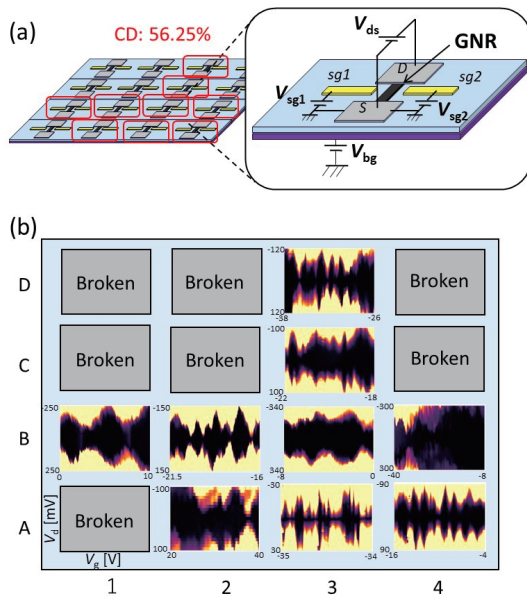 (a)
CD: 56.25%
V_ds
GNR
D
sg1
sg2
V_sg1
S
V_sg2
V_bg
(b)
D
Broken
Broken
-120
120
-38
-26
Broken
C
Broken
Broken
-100
100
-22
-18
Broken
B
-250
250
0
10
-150
150
-21.5
-16
-340
340
-8
0
-300
300
-40
-8
A
V_d [mV]
Broken
-100
100
20
40
-30
30
-35
-34
-90
90
-16
-4
V_g [V]
1
2
3
4